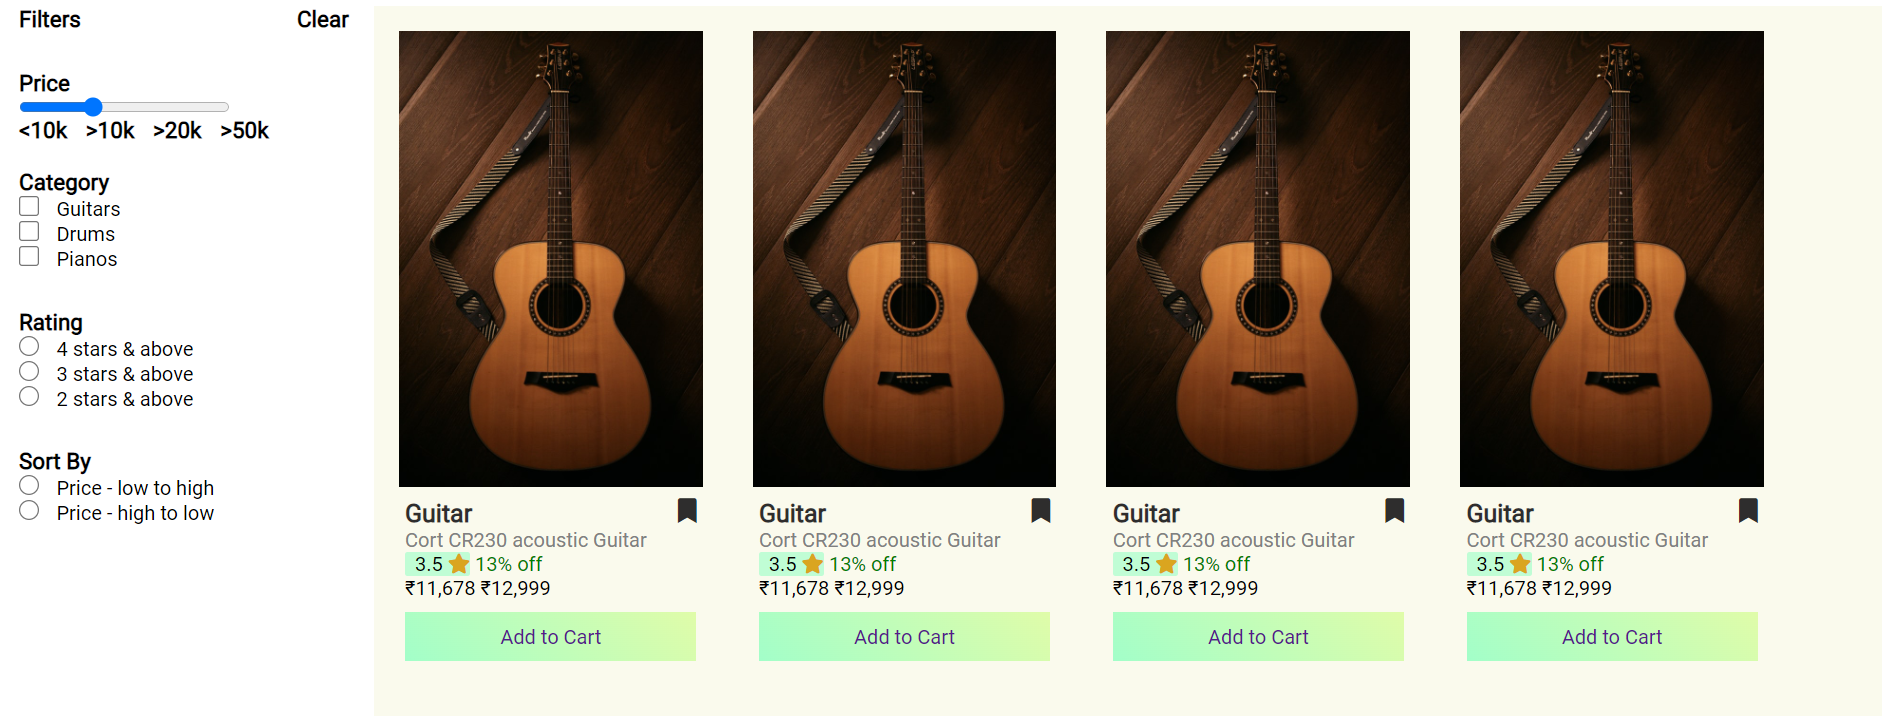 Filters
Clear
Price
<10k >10k >20k >50k
Category
Guitars
Drums
Pianos
Rating
4 stars & above
3 stars & above
2 stars & above
Sort By
Price - low to high
Price - high to low
Guitar
Cort CR230 acoustic Guitar
3.5 13% off
₹11,678 ₹12,999
Add to Cart
Guitar
Cort CR230 acoustic Guitar
3.5 13% off
₹11,678 ₹12,999
Add to Cart
Guitar
Cort CR230 acoustic Guitar
3.5 13% off
₹11,678 ₹12,999
Add to Cart
Guitar
Cort CR230 acoustic Guitar
3.5 13% off
₹11,678 ₹12,999
Add to Cart